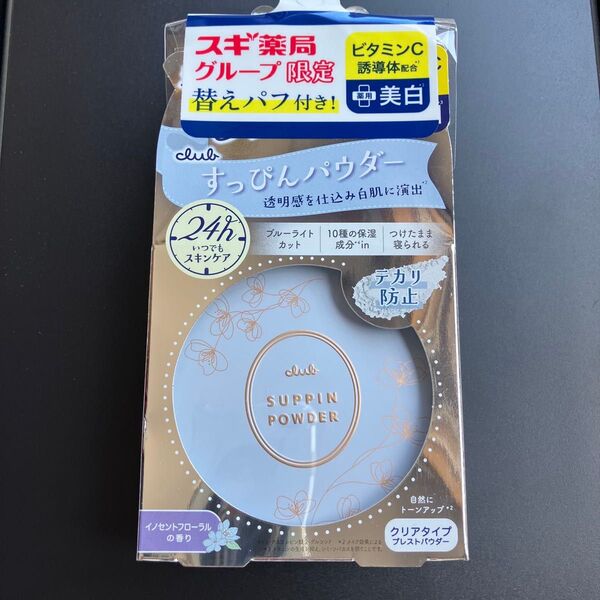 スギ薬局
グループ限定
替えパフ付き!
ビタミンC
誘導体配合
薬用 美白
club
すっぴんパウダー
透明感を仕込み白肌に演出
24h
いつでも
スキンケア
ブルーライト
カット
10種の保湿
成分 in
つけたまま
寝られる
テカリ
防止
club
SUPPIN
POWDER
イノセントフローラル
の香り
自然に
トーンアップ*2
クリアタイプ
プレストパウダー